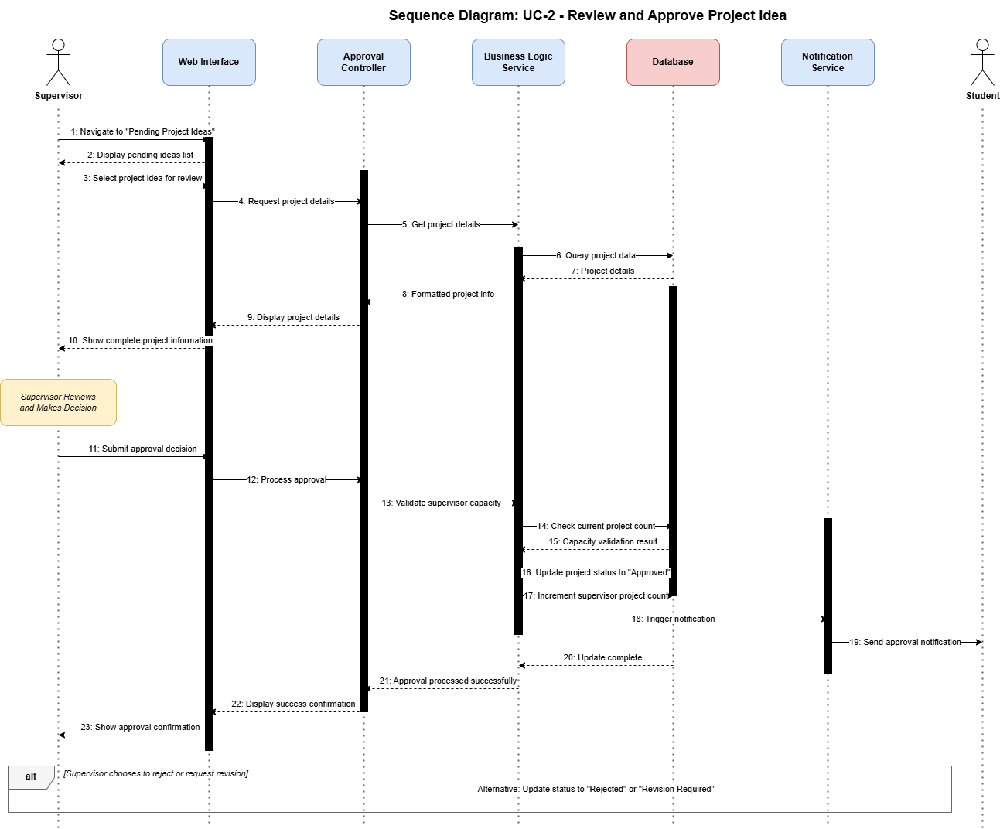 Sequence Diagram: UC-2 - Review and Approve Project Idea
Supervisor
Web Interface
Approval
Controller
Business Logic
Service
Database
Notification
Service
Student
1: Navigate to "Pending Project Ideas"
2: Display pending ideas list
3: Select project idea for review
4: Request project details
5: Get project details
6: Query project data
7: Project details
8: Formatted project info
9: Display project details
10: Show complete project information
Supervisor Reviews
and Makes Decision
11: Submit approval decision
12: Process approval
13: Validate supervisor capacity
14: Check current project count
15: Capacity validation result
16: Update project status to "Approved"
17: Increment supervisor project count
18: Trigger notification
19: Send approval notification
20: Update complete
21: Approval processed successfully
22: Display success confirmation
23: Show approval confirmation
alt
[Supervisor chooses to reject or request revision]
Alternative: Update status to "Rejected" or "Revision Required"